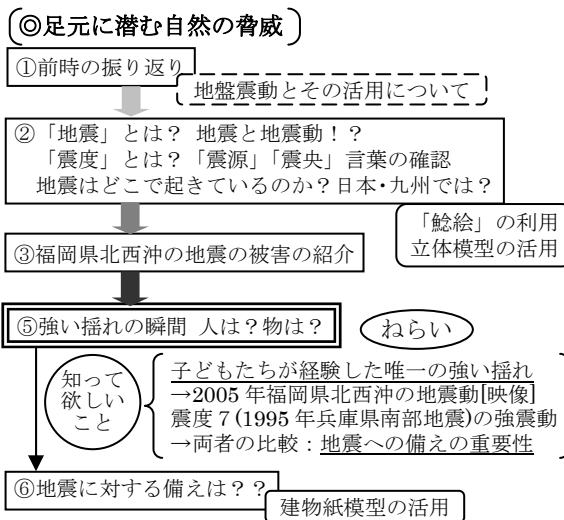 ◎足元に潜む自然の脅威
①前時の振り返り
地盤震動とその活用について
②「地震」とは？ 地震と地震動！？
「震度」とは？「震源」「震央」言葉の確認
地震はどこで起きているのか？日本・九州では？
「鯰絵」の利用
立体模型の活用
③福岡県北西沖の地震の被害の紹介
⑤強い揺れの瞬間 人は？物は？
ねらい
知って
欲しい
こと
子どもたちが経験した唯一の強い揺れ
→2005 年福岡県北西沖の地震動[映像]
震度 7 (1995 年兵庫県南部地震)の強震動
→両者の比較：地震への備えの重要性
⑥地震に対する備えは？？
建物紙模型の活用